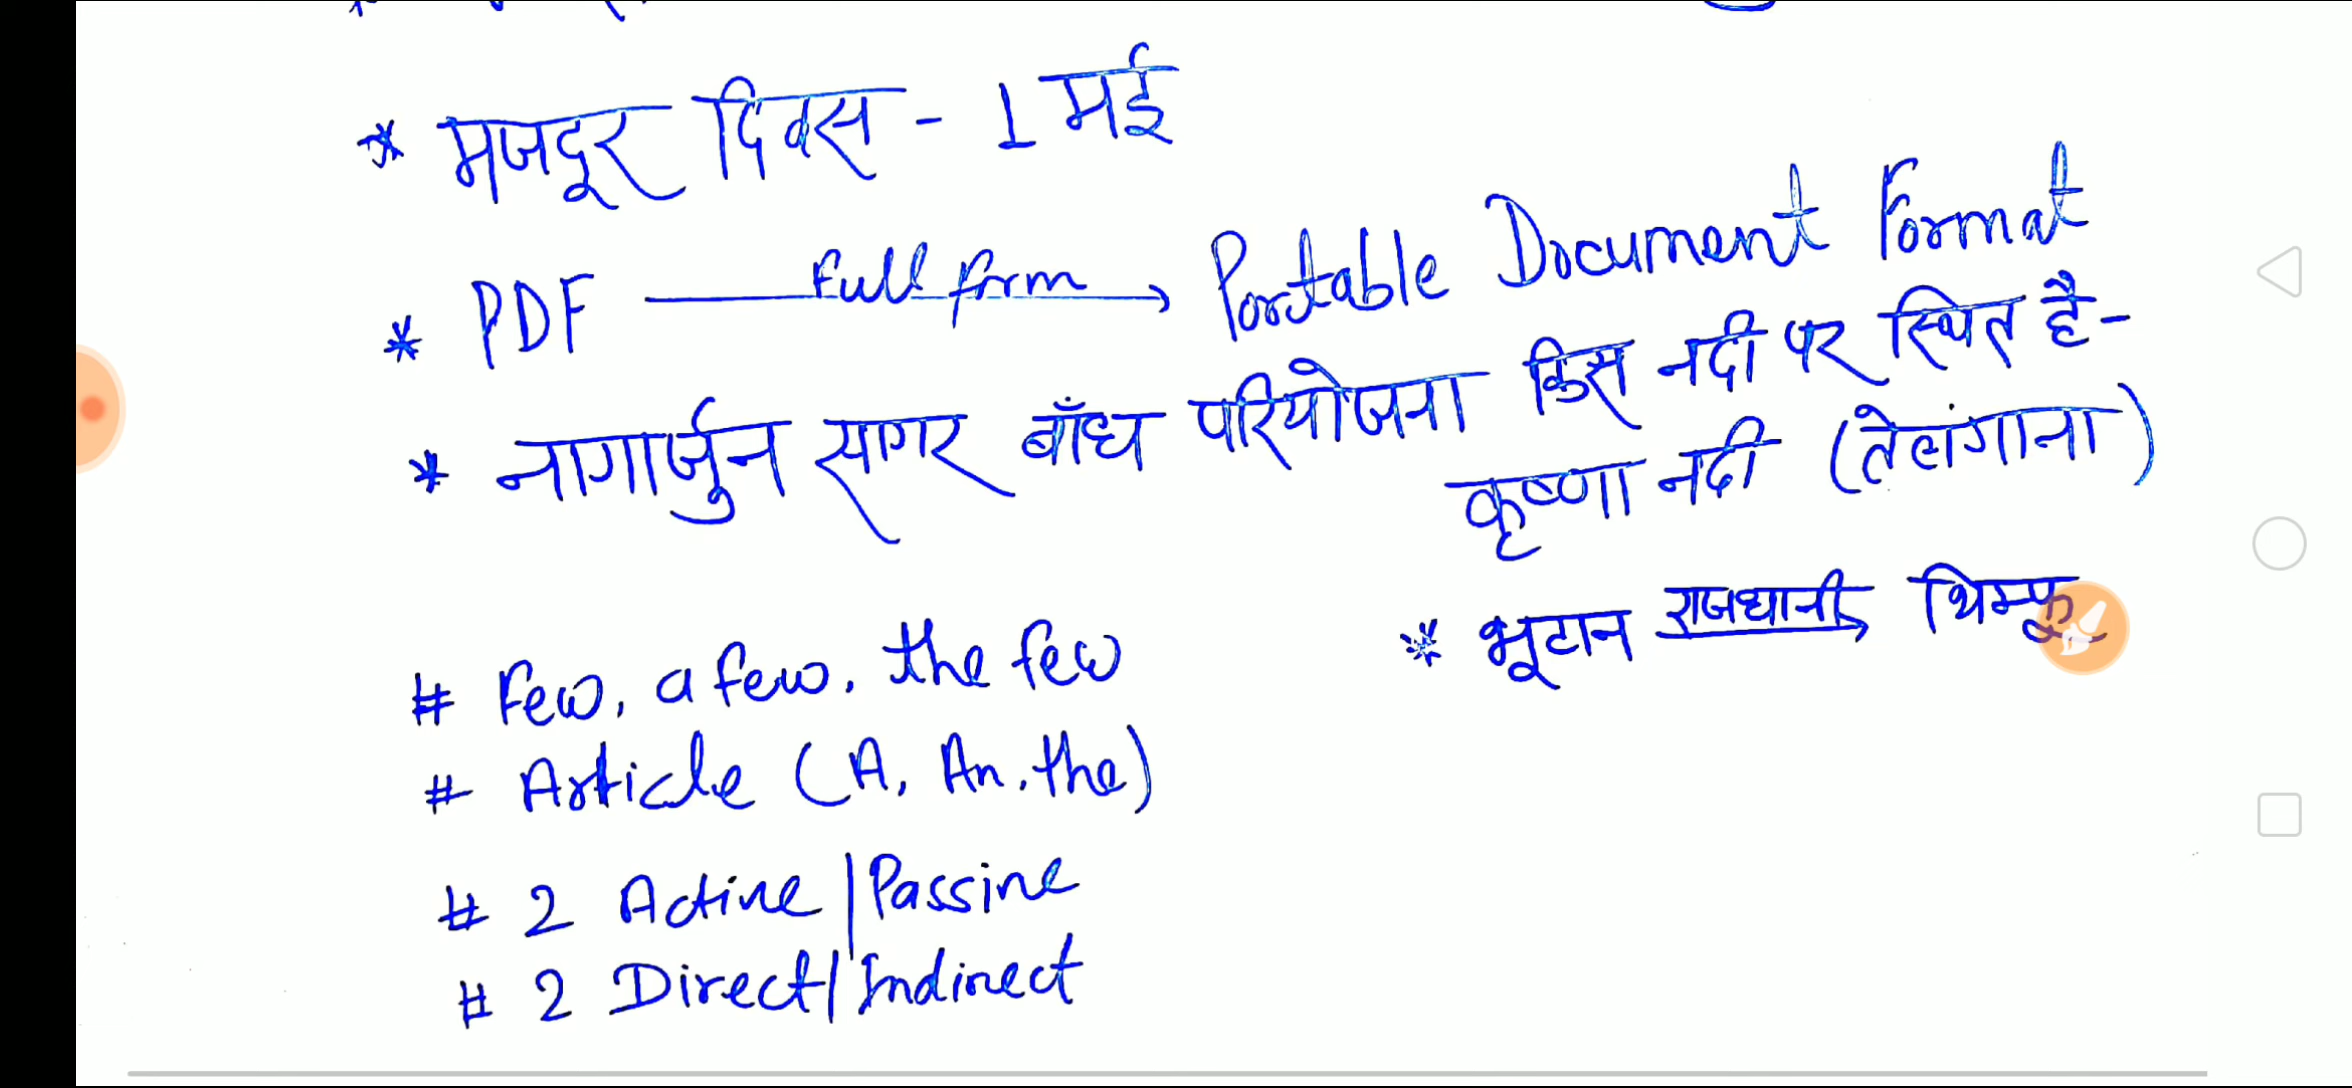 * मजदूर दिवस - 1 मई
* PDF Full form → Portable Document Format
* नागार्जुन सागर बाँध परियोजना किस नदी पर स्थित है-
कृष्णा नदी (तेलंगाना)
* भूटान राजधानी → थिम्फू
# Few, a few, the few
# Article (A, An, the)
# 2 Active | Passive
# 2 Direct | Indirect